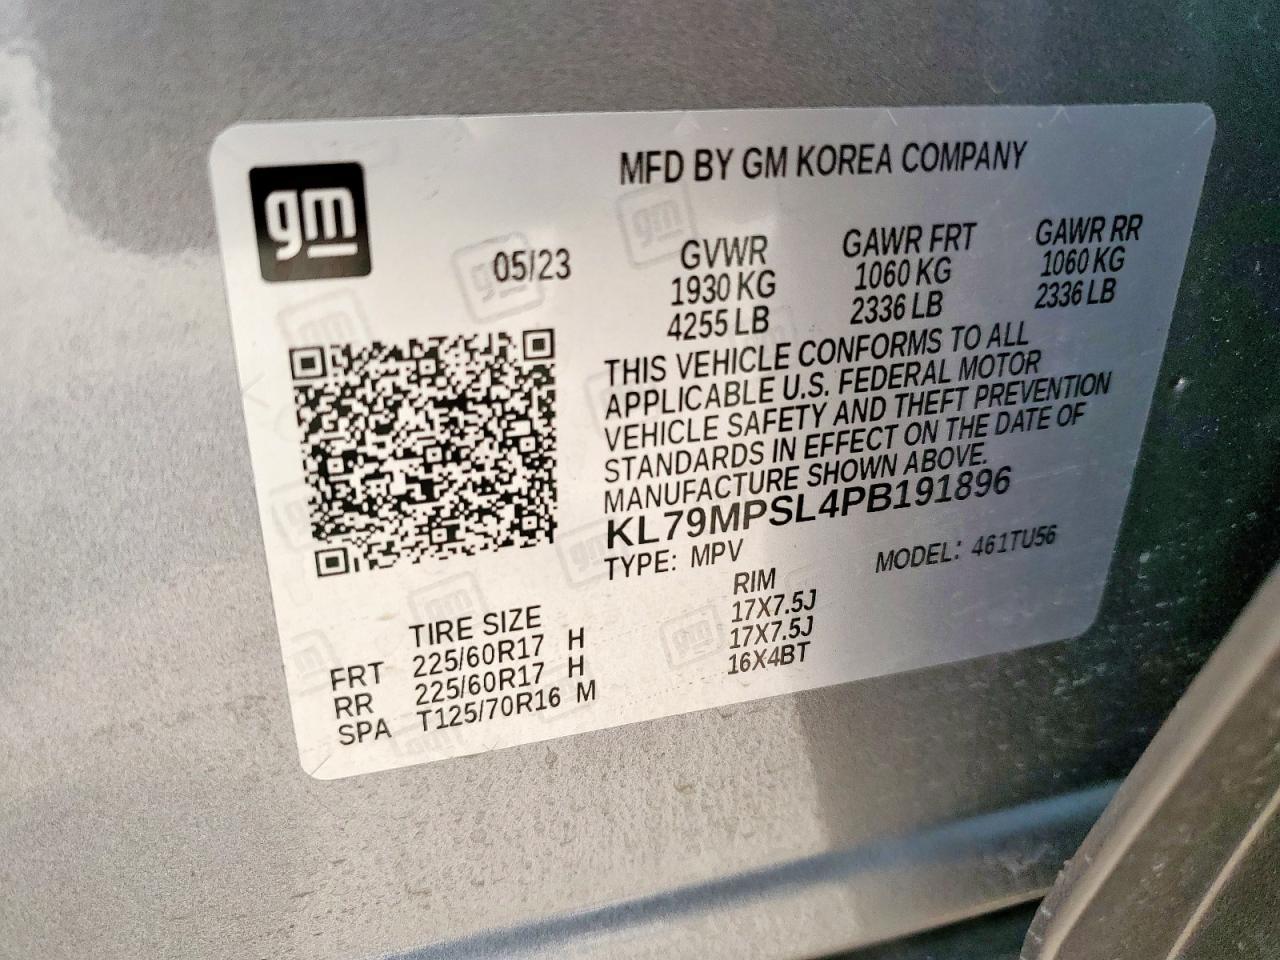 gm
MFD BY GM KOREA COMPANY
05/23
GVWR GAWR FRT GAWR RR
1930 KG 1060 KG 1060 KG
4255 LB 2336 LB 2336 LB
THIS VEHICLE CONFORMS TO ALL
APPLICABLE U.S. FEDERAL MOTOR
VEHICLE SAFETY AND THEFT PREVENTION
STANDARDS IN EFFECT ON THE DATE OF
MANUFACTURE SHOWN ABOVE.
KL79MPSL4PB191896
TYPE: MPV MODEL: 461TU56
TIRE SIZE RIM
FRT 225/60R17 H 17X7.5J
RR 225/60R17 H 17X7.5J
SPA T125/70R16 M 16X4BT